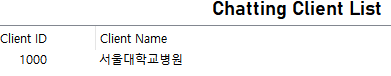 Chatting Client List
Client ID Client Name
1000 서울대학교병원